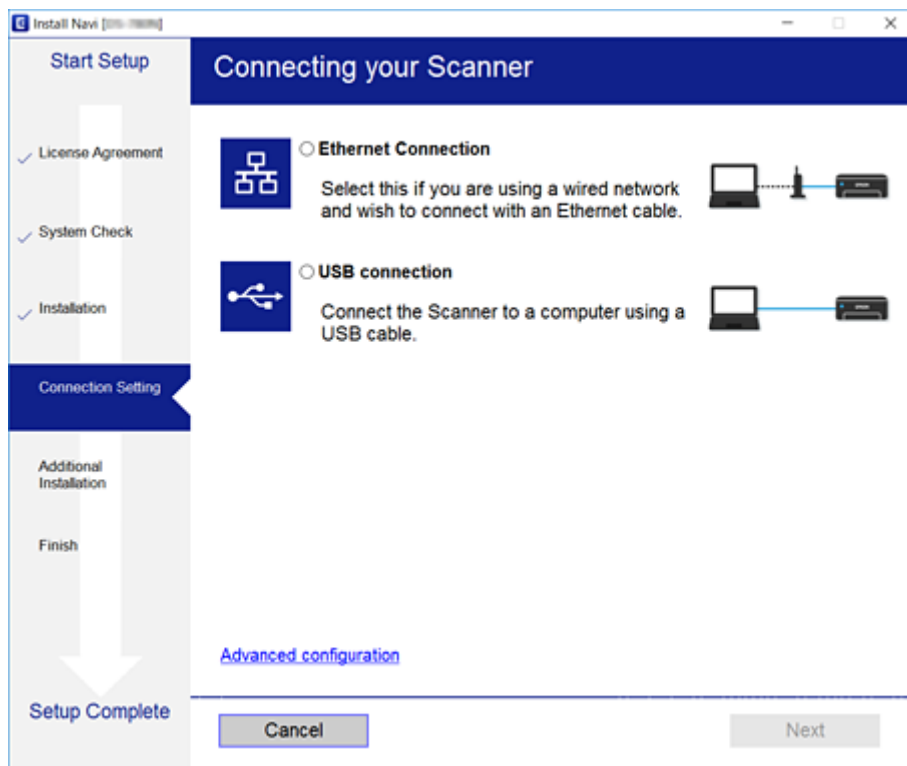 Install Navi
Start Setup
Connecting your Scanner
License Agreement
System Check
Installation
Connection Setting
Additional
Installation
Finish
Setup Complete
Ethernet Connection
Select this if you are using a wired network
and wish to connect with an Ethernet cable.
USB connection
Connect the Scanner to a computer using a
USB cable.
Advanced configuration
Cancel
Next